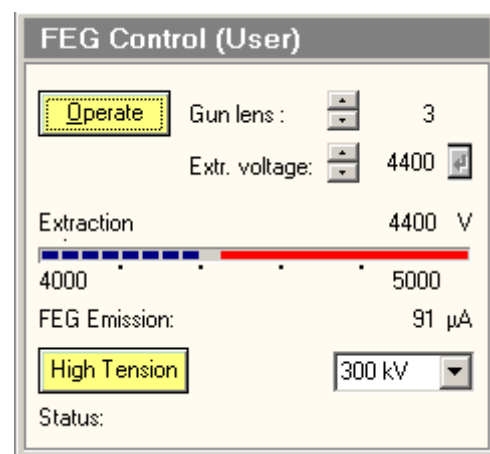 FEG Control (User)
Operate Gun lens : 3
Extr. voltage: 4400
Extraction 4400 V
4000 5000
FEG Emission: 91 µA
High Tension 300 kV
Status: